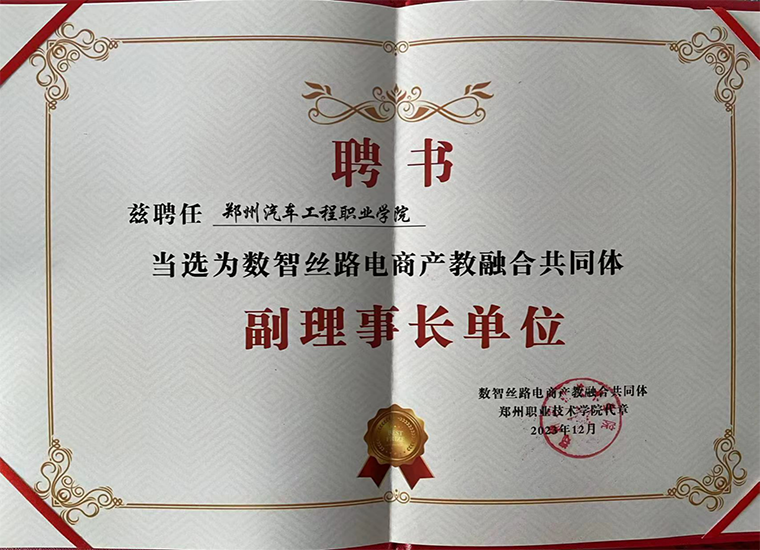 聘书
兹聘任 郑州汽车工程职业学院
当选为数智丝路电商产教融合共同体
副理事长单位
数智丝路电商产教融合共同体
郑州职业技术学院代章
2023年12月